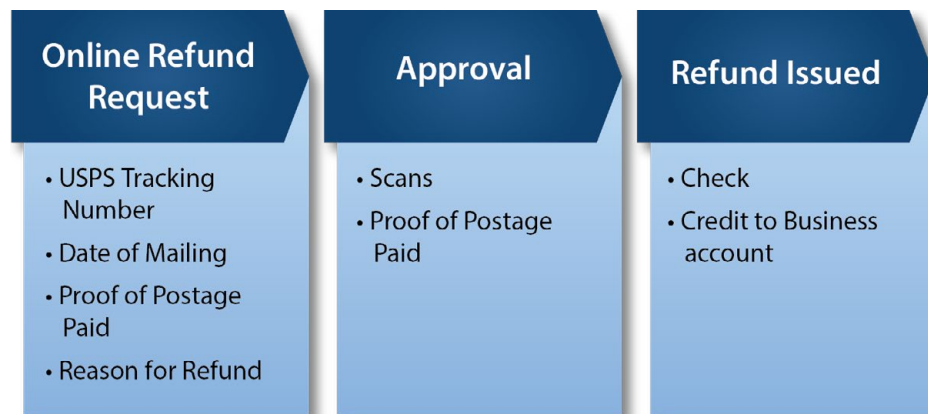 Online Refund
Request
• USPS Tracking
Number
• Date of Mailing
• Proof of Postage
Paid
• Reason for Refund
Approval
• Scans
• Proof of Postage
Paid
Refund Issued
• Check
• Credit to Business
account